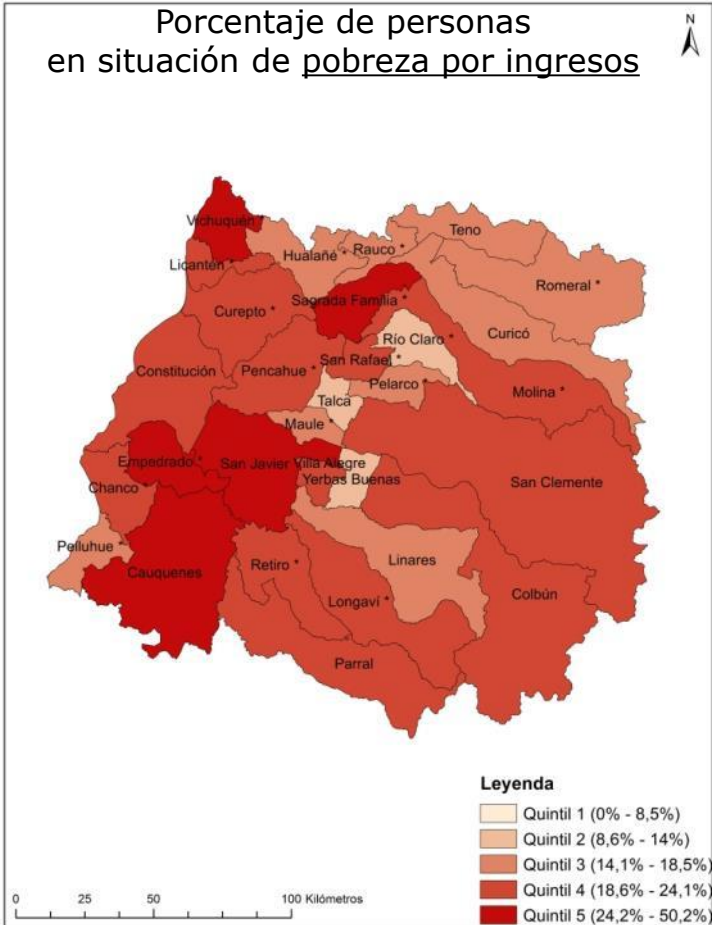 Porcentaje de personas
en situación de pobreza por ingresos
N
Vichuquén *
Teno
Hualañé *
Rauco *
Licantén *
Romeral *
Sagrada Familia *
Curepto *
Curicó
Río Claro *
San Rafael *
Constitución
Pencahue *
Pelarco *
Molina *
Talca
Maule *
Empedrado *
San Javier
Villa Alegre
Yerbas Buenas
San Clemente
Chanco *
Pelluhue *
Cauquenes
Retiro *
Linares
Longaví *
Colbún
Parral
Leyenda
Quintil 1 (0% - 8,5%)
Quintil 2 (8,6% - 14%)
Quintil 3 (14,1% - 18,5%)
Quintil 4 (18,6% - 24,1%)
Quintil 5 (24,2% - 50,2%)
0 25 50 100 Kilómetros